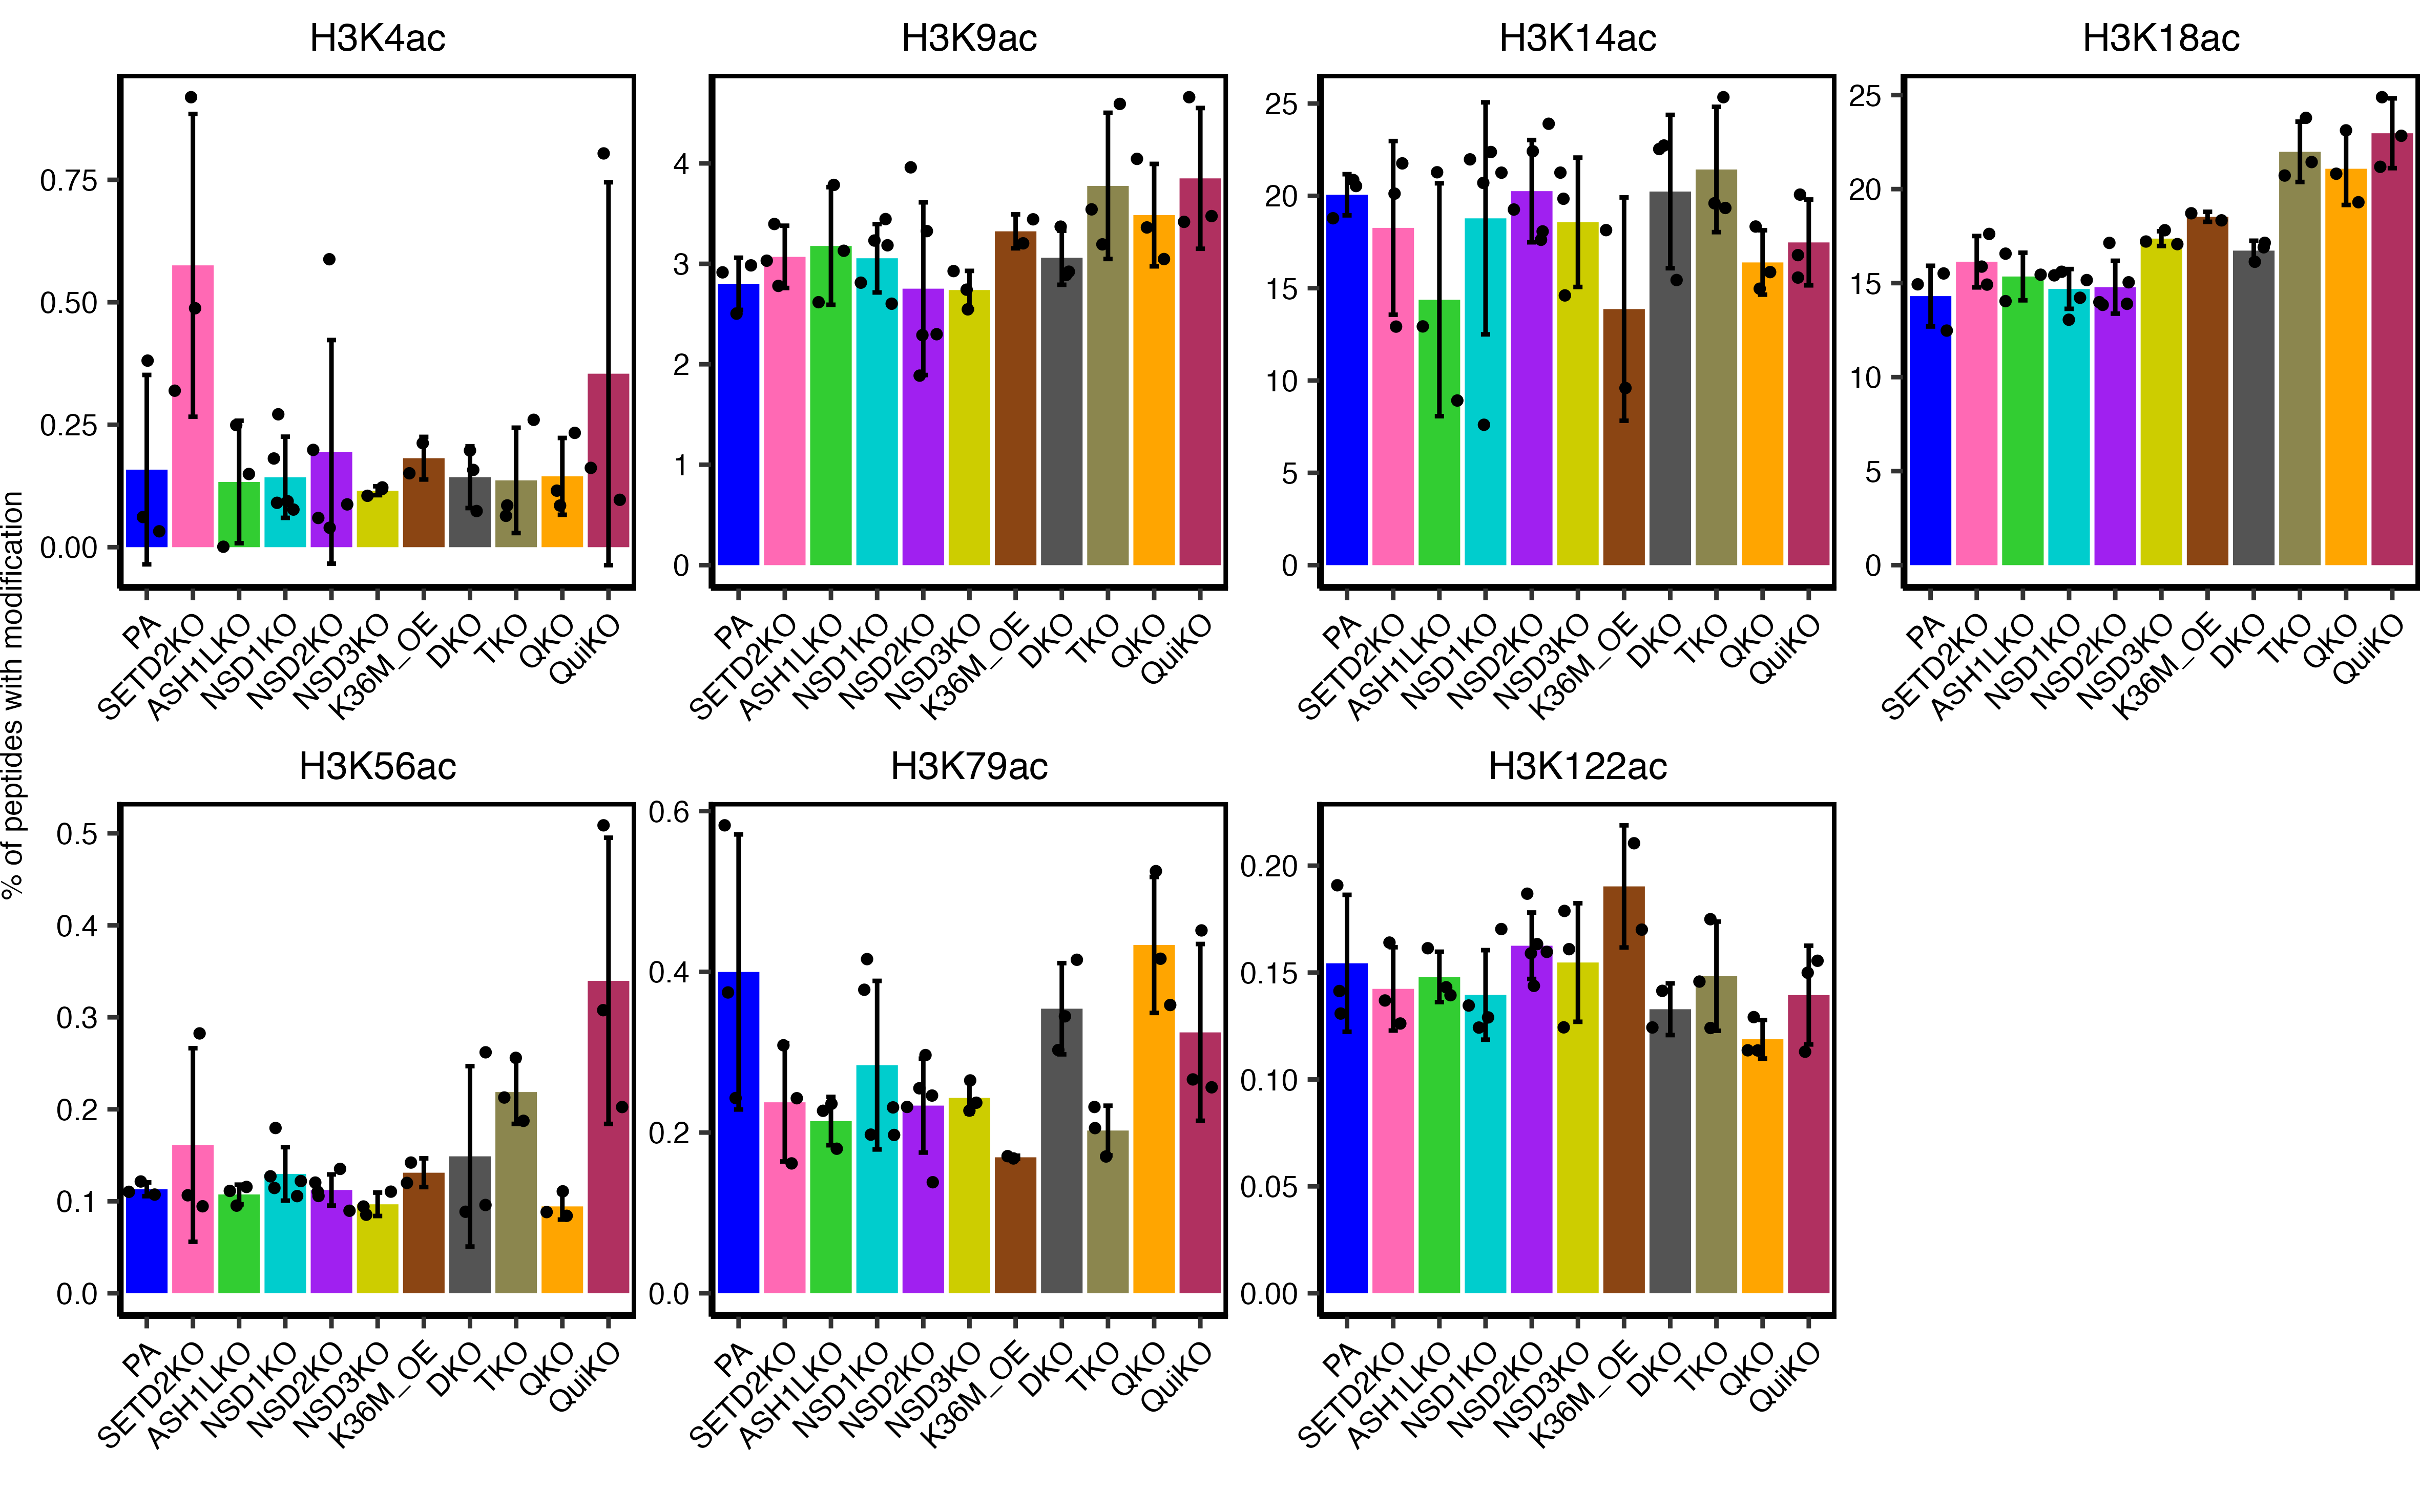 H3K4ac
H3K9ac
H3K14ac
H3K18ac
0.75
0.50
0.25
0.00
4
3
2
1
0
25
20
15
10
5
0
25
20
15
10
5
0
PA
SETD2KO
ASH1LKO
NSD1KO
NSD2KO
NSD3KO
K36M_OE
DKO
TKO
QKO
QuiKO
PA
SETD2KO
ASH1LKO
NSD1KO
NSD2KO
NSD3KO
K36M_OE
DKO
TKO
QKO
QuiKO
PA
SETD2KO
ASH1LKO
NSD1KO
NSD2KO
NSD3KO
K36M_OE
DKO
TKO
QKO
QuiKO
PA
SETD2KO
ASH1LKO
NSD1KO
NSD2KO
NSD3KO
K36M_OE
DKO
TKO
QKO
QuiKO
% of peptides with modification
H3K56ac
H3K79ac
H3K122ac
0.5
0.4
0.3
0.2
0.1
0.0
0.6
0.4
0.2
0.0
0.20
0.15
0.10
0.05
0.00
PA
SETD2KO
ASH1LKO
NSD1KO
NSD2KO
NSD3KO
K36M_OE
DKO
TKO
QKO
QuiKO
PA
SETD2KO
ASH1LKO
NSD1KO
NSD2KO
NSD3KO
K36M_OE
DKO
TKO
QKO
QuiKO
PA
SETD2KO
ASH1LKO
NSD1KO
NSD2KO
NSD3KO
K36M_OE
DKO
TKO
QKO
QuiKO